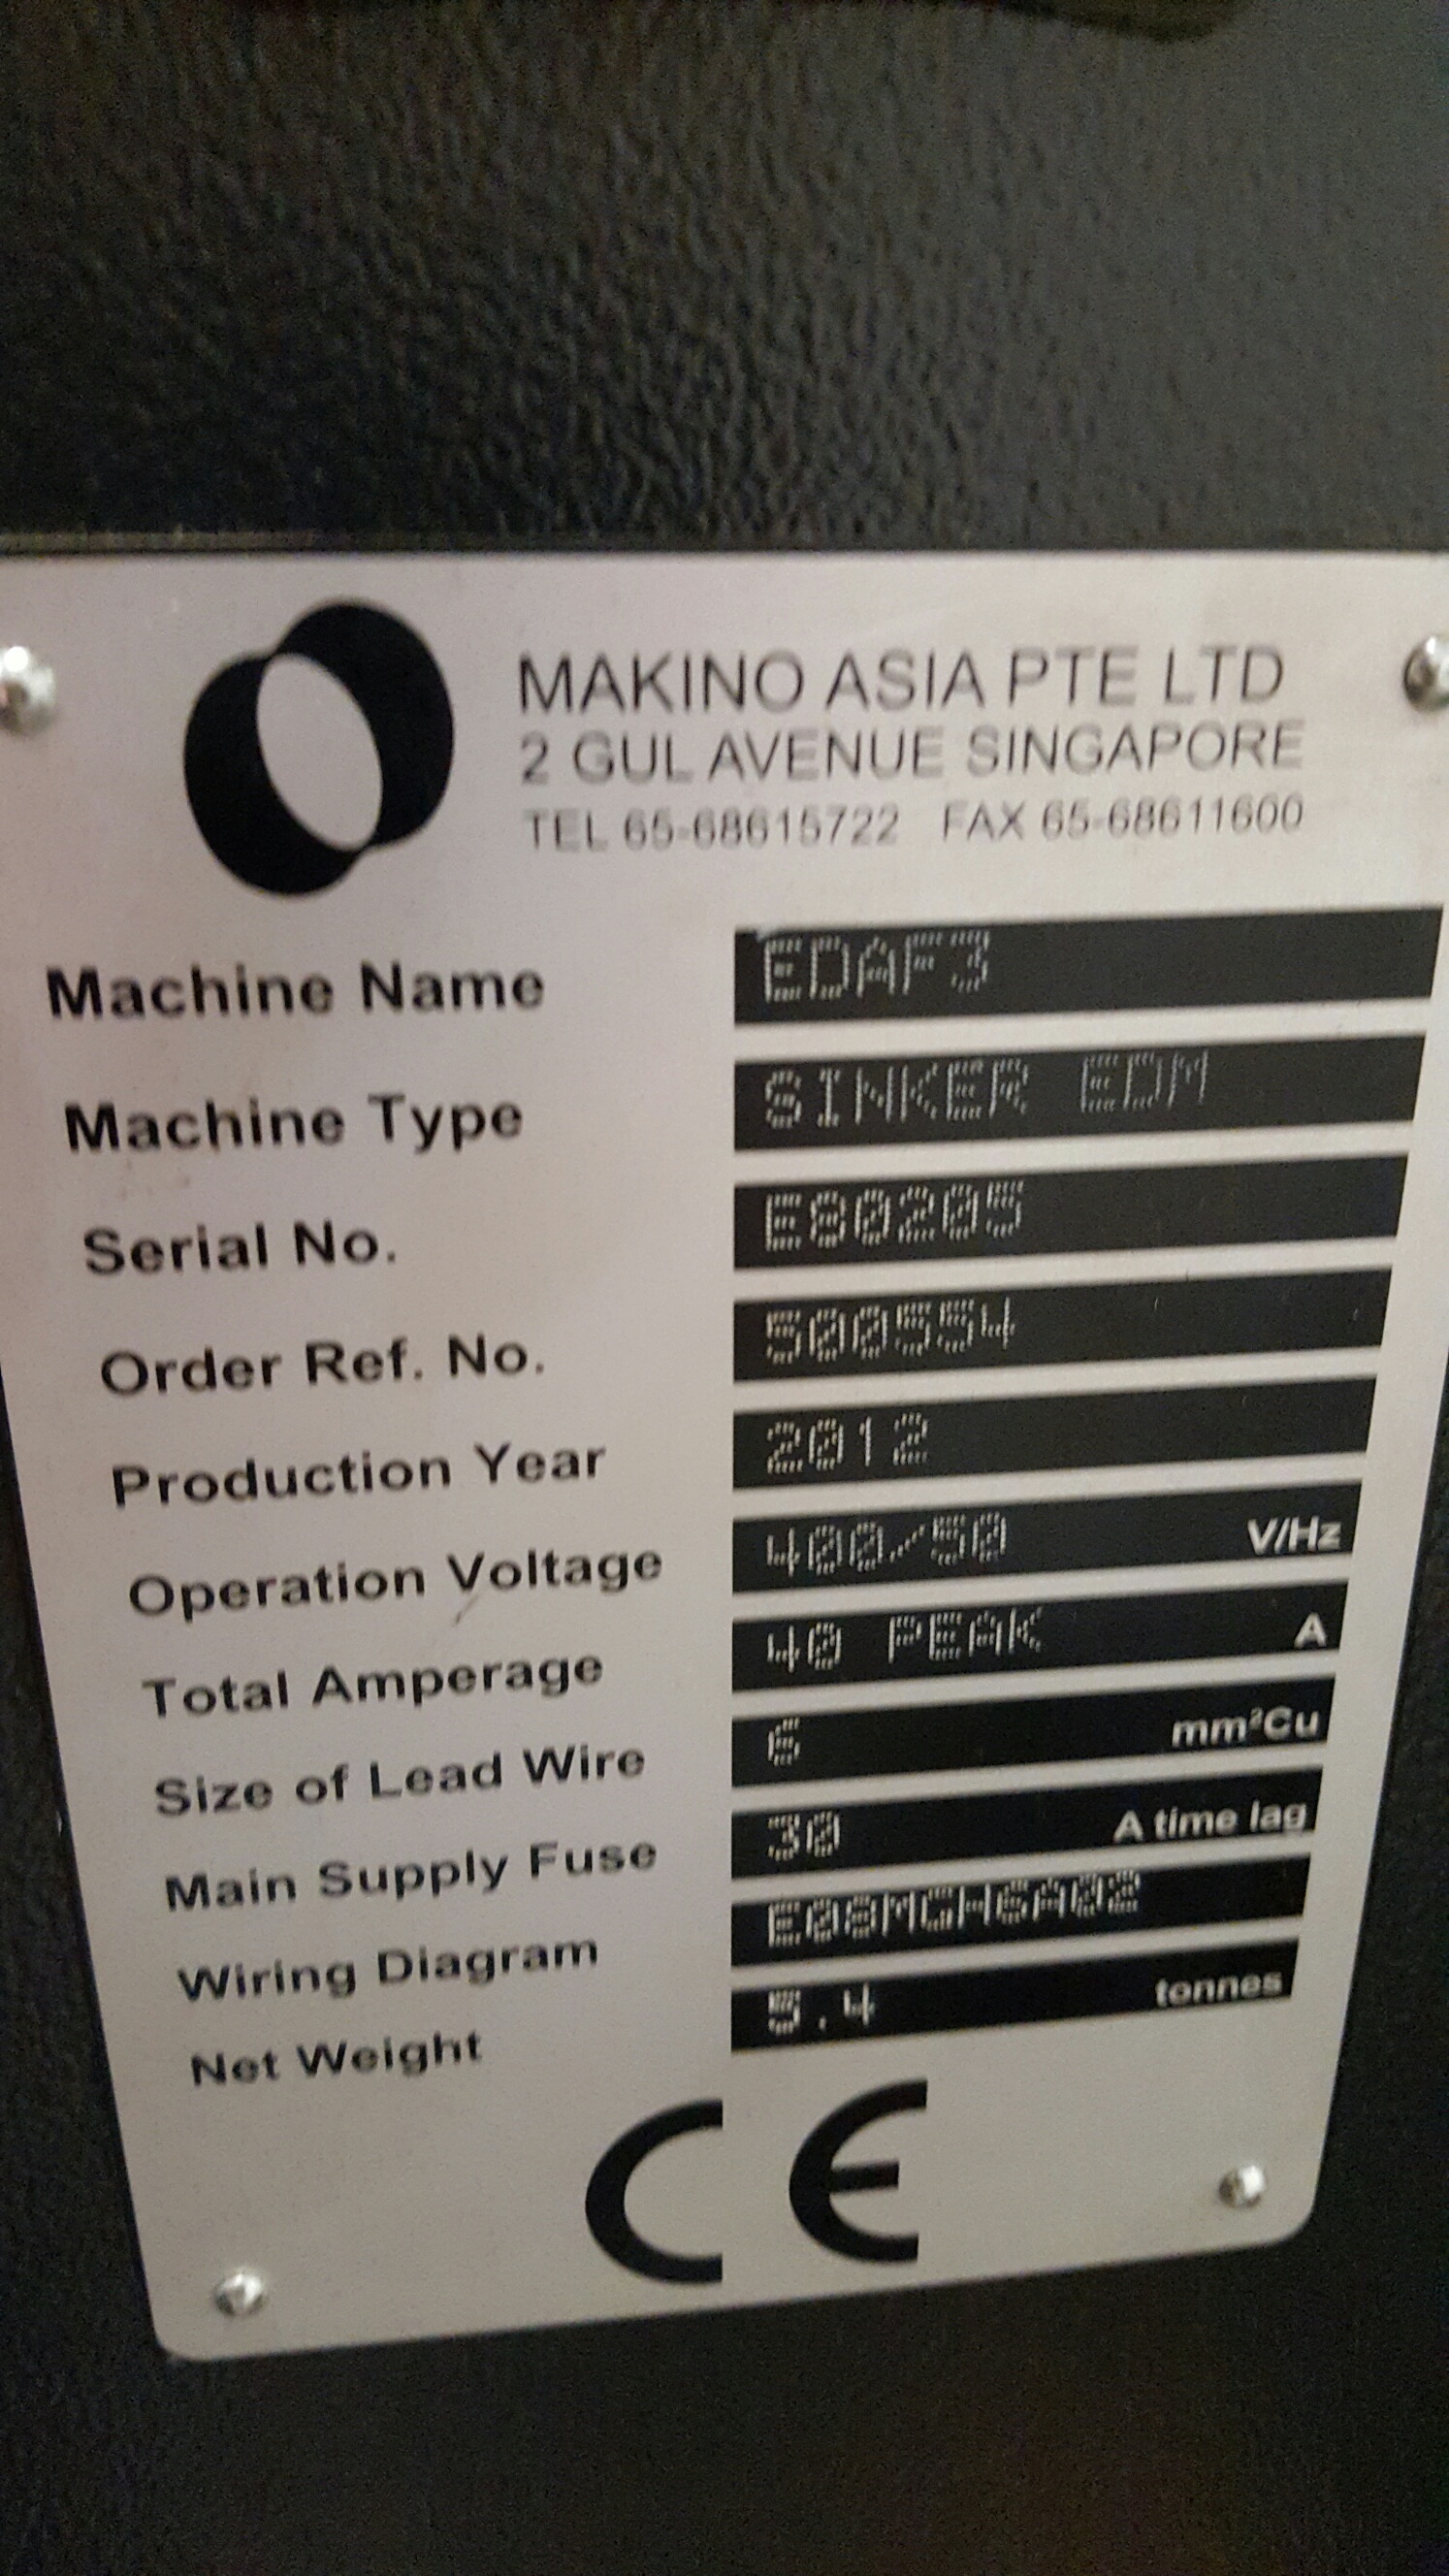 MAKINO ASIA PTE LTD
2 GUL AVENUE SINGAPORE
TEL 65-68615722 FAX 65-68611600
Machine Name EDAF3
Machine Type SINKER EDM
Serial No. E80205
Order Ref. No. 500554
Production Year 2012
Operation Voltage 400/50 V/Hz
Total Amperage 40 PEAK A
Size of Lead Wire 6 mm²Cu
Main Supply Fuse 30 A time lag
Wiring Diagram E08MGH6A02
Net Weight 5.4 tonnes
CE